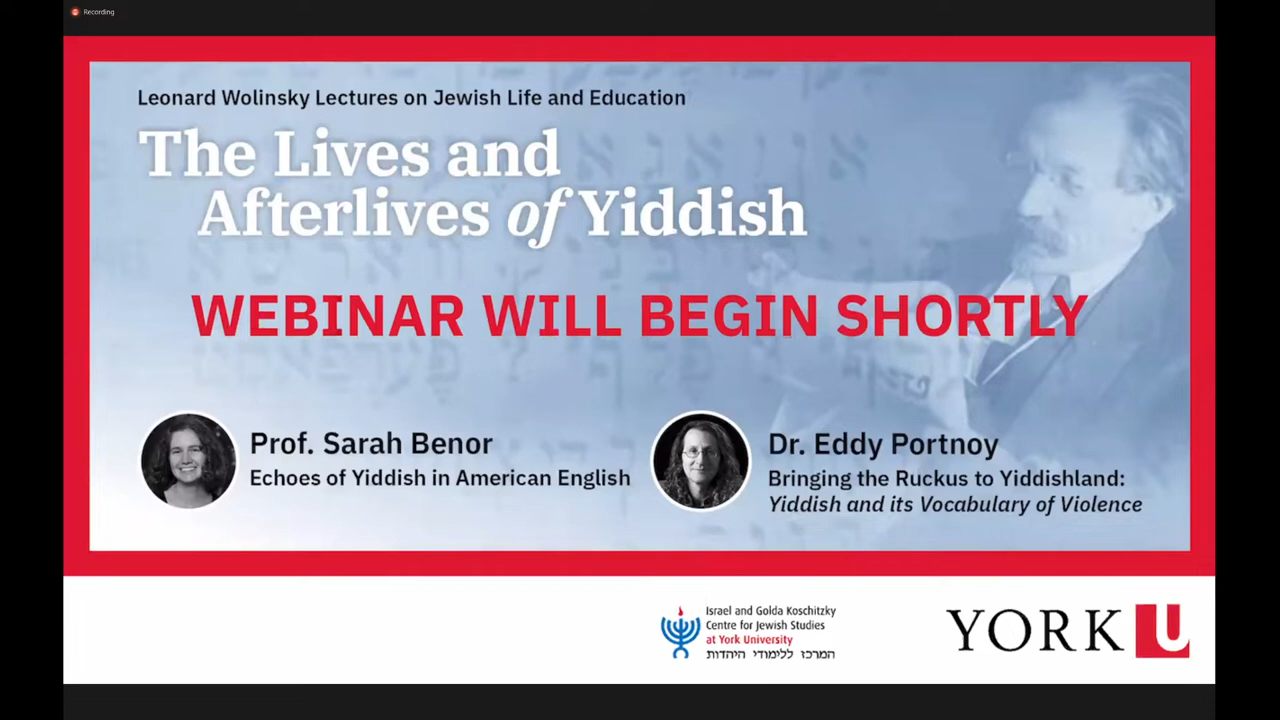 Recording
Leonard Wolinsky Lectures on Jewish Life and Education
The Lives and
Afterlives of Yiddish
WEBINAR WILL BEGIN SHORTLY
Prof. Sarah Benor
Echoes of Yiddish in American English
Dr. Eddy Portnoy
Bringing the Ruckus to Yiddishland:
Yiddish and its Vocabulary of Violence
Israel and Golda Koschitzky
Centre for Jewish Studies
at York University
המרכז ללימודי היהדות
YORK U